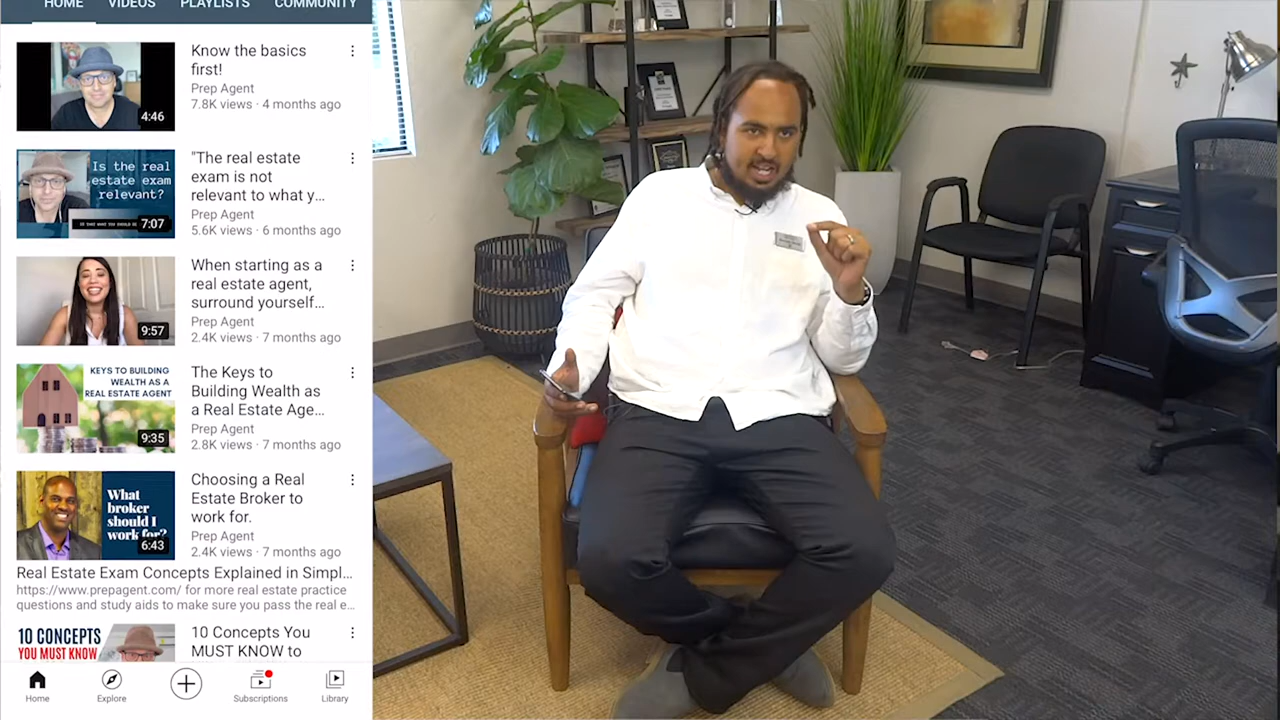 HOME VIDEOS PLAYLISTS COMMUNITY
Know the basics
first!
Prep Agent
7.8K views · 4 months ago
4:46
Is the real
estate exam
relevant?
7:07
"The real estate
exam is not
relevant to what y...
Prep Agent
5.6K views · 6 months ago
9:57
When starting as a
real estate agent,
surround yourself...
Prep Agent
2.4K views · 7 months ago
KEYS TO BUILDING
WEALTH AS A
REAL ESTATE AGENT
9:35
The Keys to
Building Wealth as
a Real Estate Age...
Prep Agent
2.8K views · 7 months ago
What
broker
should I
work for?
6:43
Choosing a Real
Estate Broker to
work for.
Prep Agent
2.4K views · 7 months ago
Real Estate Exam Concepts Explained in Simpl...
https://www.prepagent.com/ for more real estate practice
questions and study aids to make sure you pass the real e...
10 CONCEPTS
YOU MUST KNOW
10 Concepts You
MUST KNOW to
Home Explore Subscriptions Library